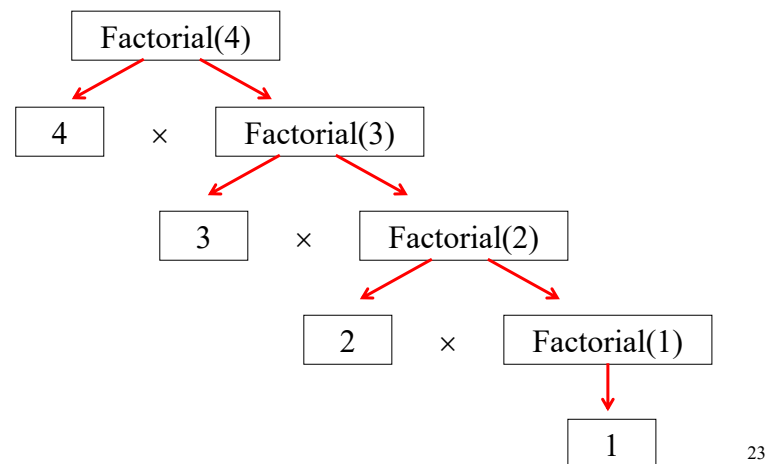 Factorial(4)
4 × Factorial(3)
3 × Factorial(2)
2 × Factorial(1)
1
23